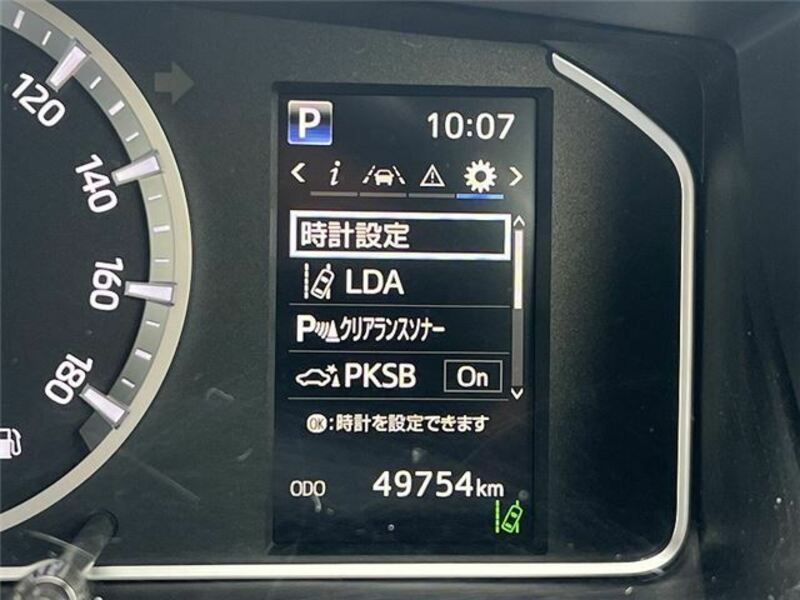 120
140
160
180
P 10:07
i
時計設定
LDA
Pクリアランスソナー
PKSB On
OK:時計を設定できます
ODO 49754km